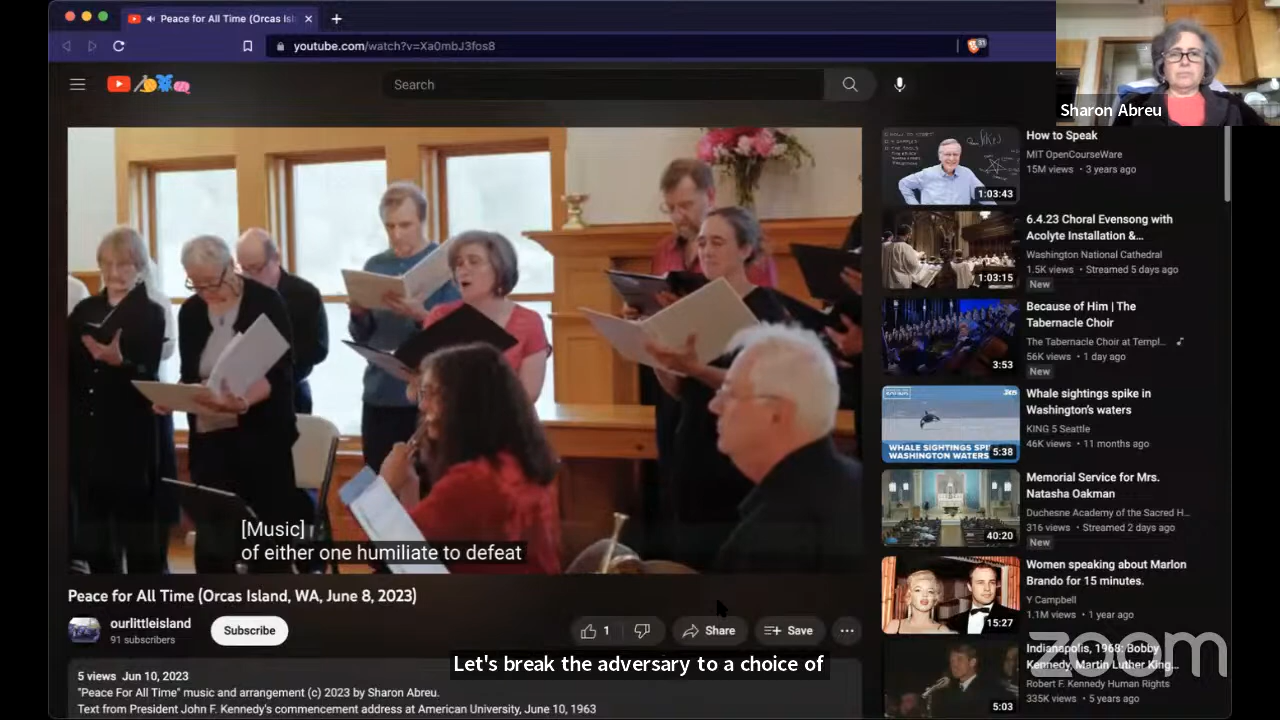 Peace for All Time (Orcas Isl
youtube.com/watch?v=Xa0mbJ3fos8
Search
Sharon Abreu
How to Speak
MIT OpenCourseWare
15M views • 3 years ago
1:03:43
6.4.23 Choral Evensong with
Acolyte Installation &...
Washington National Cathedral
1.5K views • Streamed 5 days ago
New
1:03:15
Because of Him | The
Tabernacle Choir
The Tabernacle Choir at Templ...
56K views • 1 day ago
New
3:53
Whale sightings spike in
Washington's waters
KING 5 Seattle
46K views • 11 months ago
WHALE SIGHTINGS SPI
WASHINGTON WATERS
5:38
Memorial Service for Mrs.
Natasha Oakman
Duchesne Academy of the Sacred H...
316 views • Streamed 2 days ago
New
40:20
Women speaking about Marlon
Brando for 15 minutes.
Y Campbell
1.1M views • 1 year ago
15:27
Indianapolis, 1968: Bobby
Kennedy, Martin Luther King...
Robert F. Kennedy Human Rights
335K views • 5 years ago
5:03
zoom
[Music]
of either one humiliate to defeat
Peace for All Time (Orcas Island, WA, June 8, 2023)
ourlittleisland
91 subscribers
Subscribe
1
Share
Save
Let's break the adversary to a choice of
5 views Jun 10, 2023
"Peace For All Time" music and arrangement (c) 2023 by Sharon Abreu.
Text from President John F. Kennedy's commencement address at American University, June 10, 1963